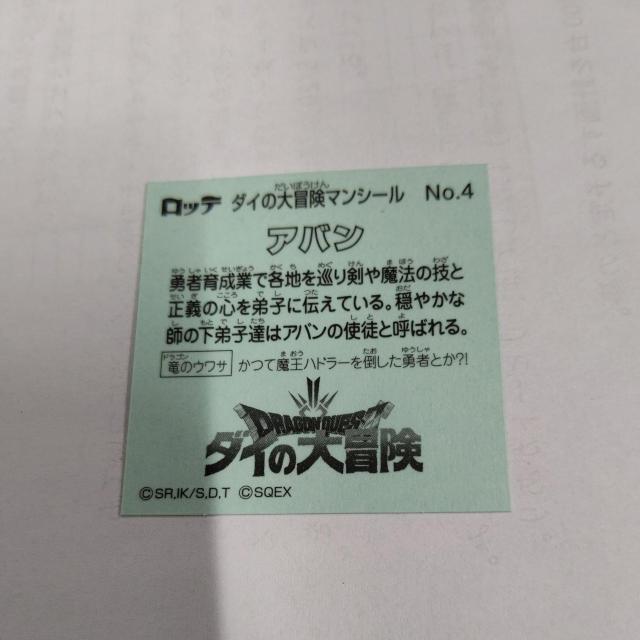 ロッテ ダイの大冒険マンシール No.4
アバン
勇者育成業で各地を巡り剣や魔法の技と
正義の心を弟子に伝えている。穏やかな
師の下弟子達はアバンの使徒と呼ばれる。
竜のウワサ かつて魔王ハドラーを倒した勇者とか?!
DRAGON QUEST
ダイの大冒険
©SR,IK/S,D,T ©SQEX